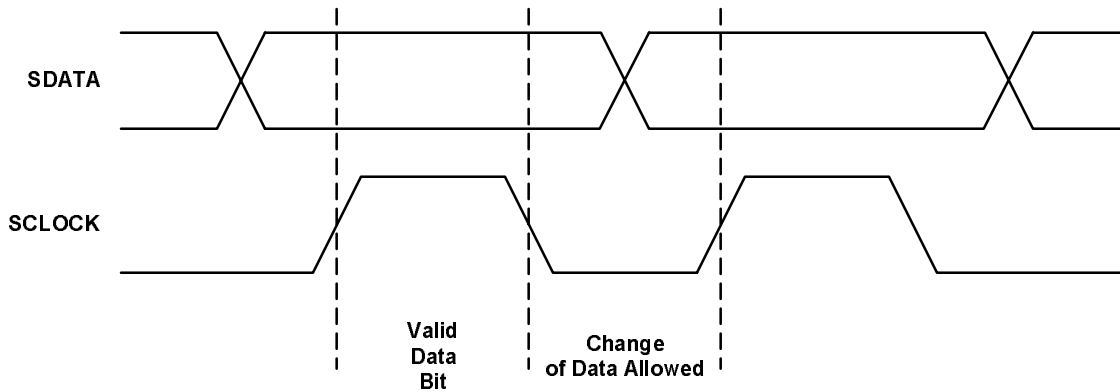 SDATA
SCLOCK
Valid
Data
Bit
Change
of Data Allowed